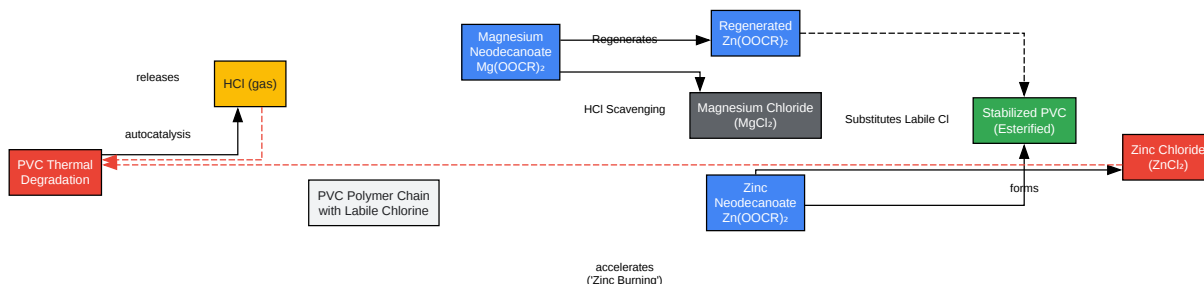 Magnesium
Neodecanoate
Mg(OOCR)₂
Regenerates
Regenerated
Zn(OOCR)₂
releases
HCl (gas)
HCl Scavenging
Magnesium Chloride
(MgCl₂)
Substitutes Labile Cl
Stabilized PVC
(Esterified)
autocatalysis
PVC Thermal
Degradation
Zinc Chloride
(ZnCl₂)
PVC Polymer Chain
with Labile Chlorine
Zinc
Neodecanoate
Zn(OOCR)₂
forms
accelerates
('Zinc Burning')